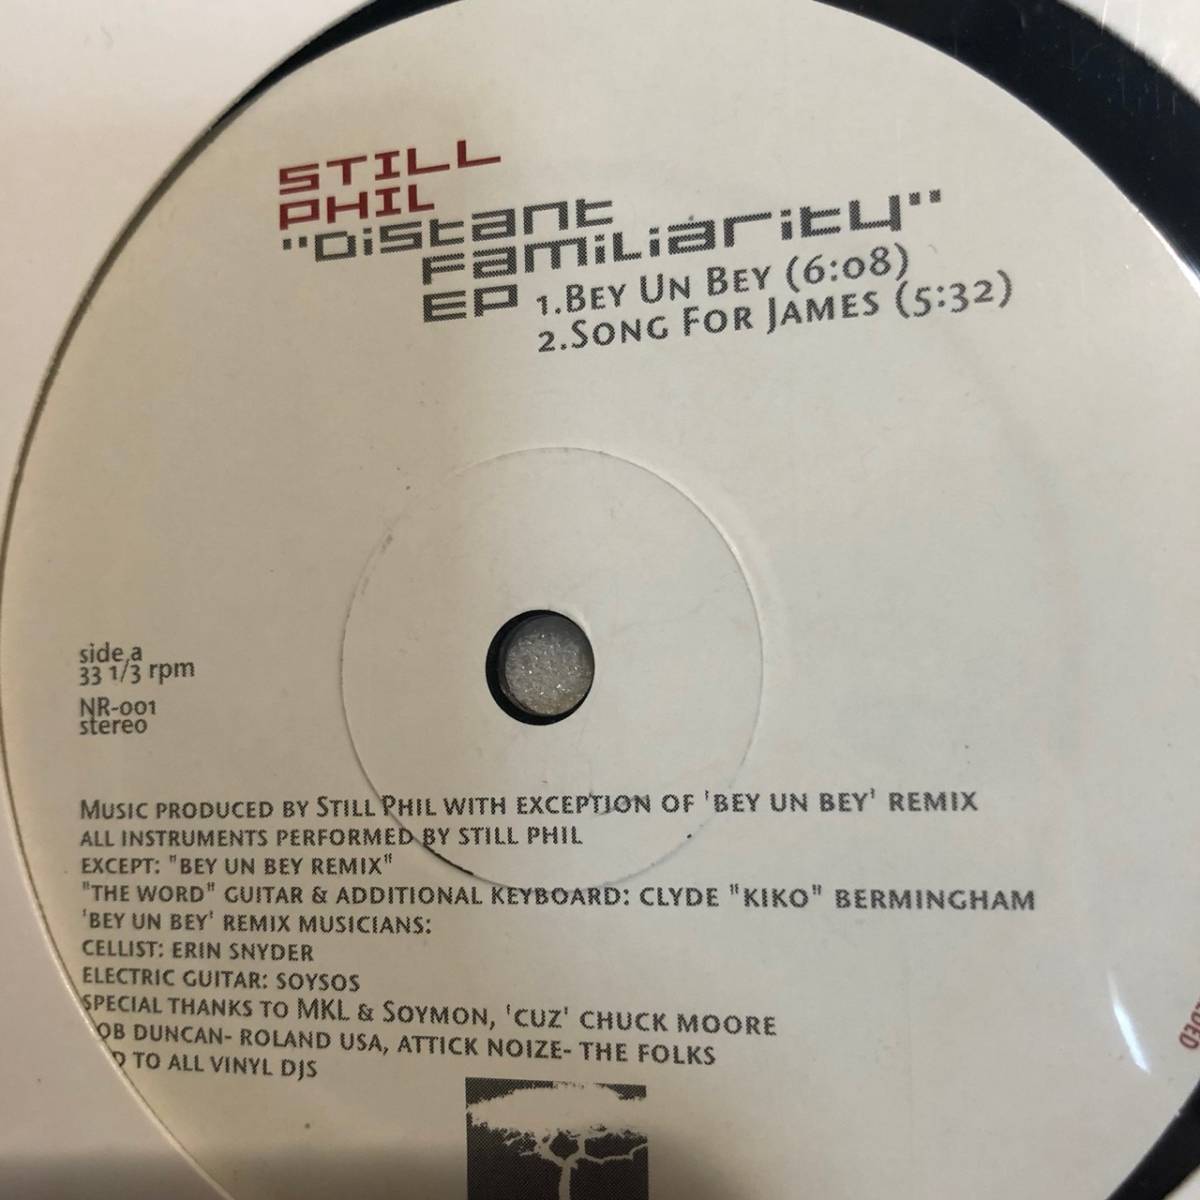 STILL
PHIL
"Distant
Familiarity"
EP
1.BEY UN BEY (6:08)
2.SONG FOR JAMES (5:32)
side a
33 1/3 rpm
NR-001
stereo
MUSIC PRODUCED BY STILL PHIL WITH EXCEPTION OF 'BEY UN BEY' REMIX
ALL INSTRUMENTS PERFORMED BY STILL PHIL
EXCEPT: "BEY UN BEY REMIX"
"THE WORD" GUITAR & ADDITIONAL KEYBOARD: CLYDE "KIKO" BERMINGHAM
'BEY UN BEY' REMIX MUSICIANS:
CELLIST: ERIN SNYDER
ELECTRIC GUITAR: SOYSOS
SPECIAL THANKS TO MKL & SOYMON, 'CUZ' CHUCK MOORE
OB DUNCAN- ROLAND USA, ATTICK NOIZE- THE FOLKS
D TO ALL VINYL DJS